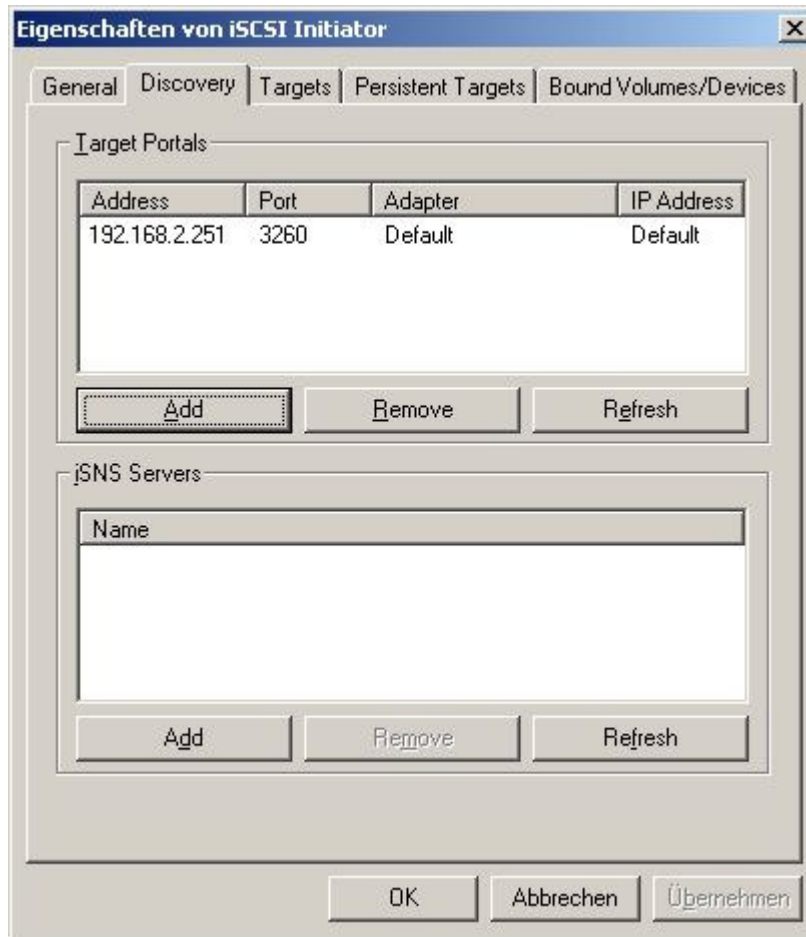 Eigenschaften von iSCSI Initiator
General Discovery Targets Persistent Targets Bound Volumes/Devices
Target Portals
Address Port Adapter IP Address
192.168.2.251 3260 Default Default
Add Remove Refresh
iSNS Servers
Name
Add Remove Refresh
OK Abbrechen Übernehmen